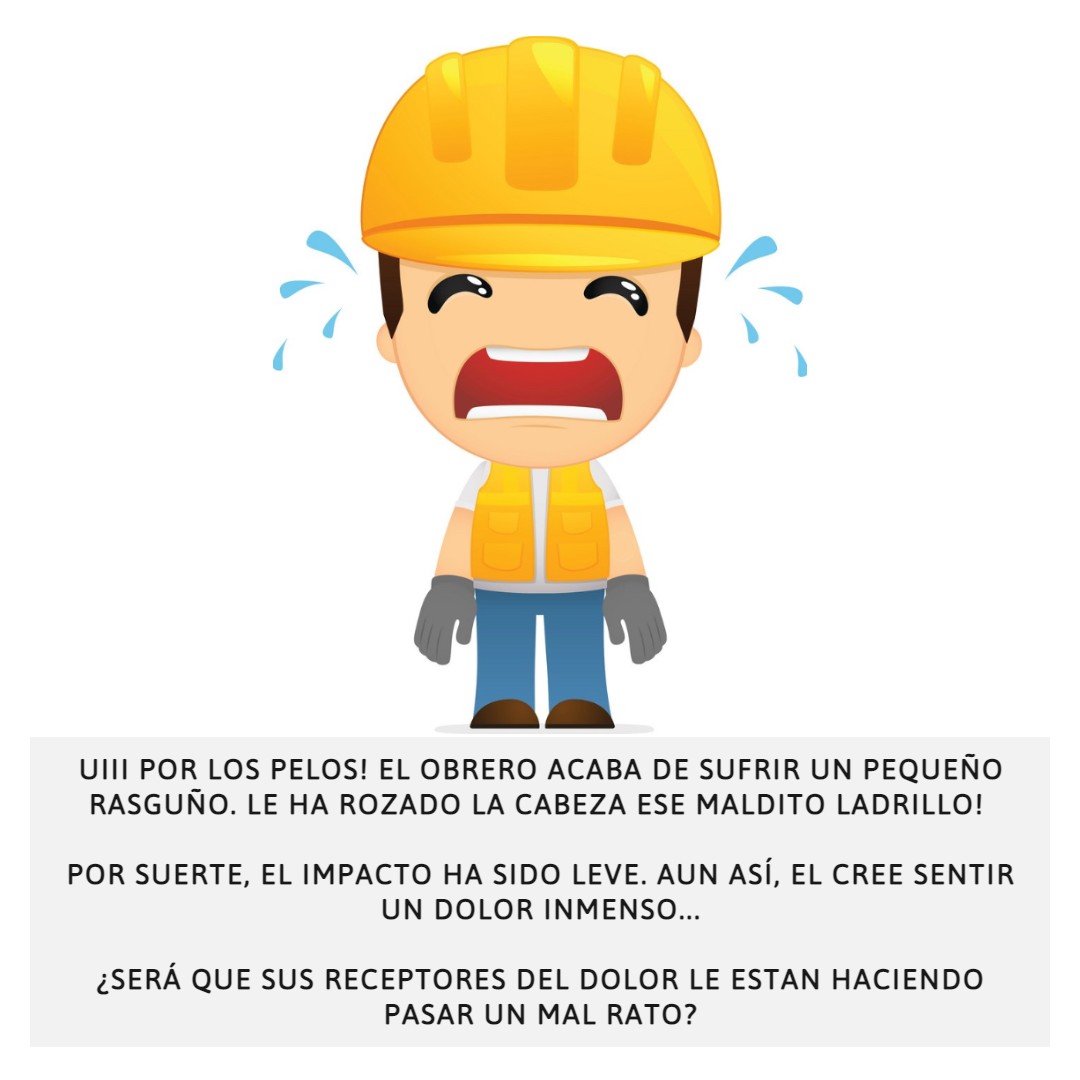 UIII POR LOS PELOS! EL OBRERO ACABA DE SUFRIR UN PEQUEÑO
RASGUÑO. LE HA ROZADO LA CABEZA ESE MALDITO LADRILLO!
POR SUERTE, EL IMPACTO HA SIDO LEVE. AUN ASÍ, EL CREE SENTIR
UN DOLOR INMENSO...
¿SERÁ QUE SUS RECEPTORES DEL DOLOR LE ESTAN HACIENDO
PASAR UN MAL RATO?